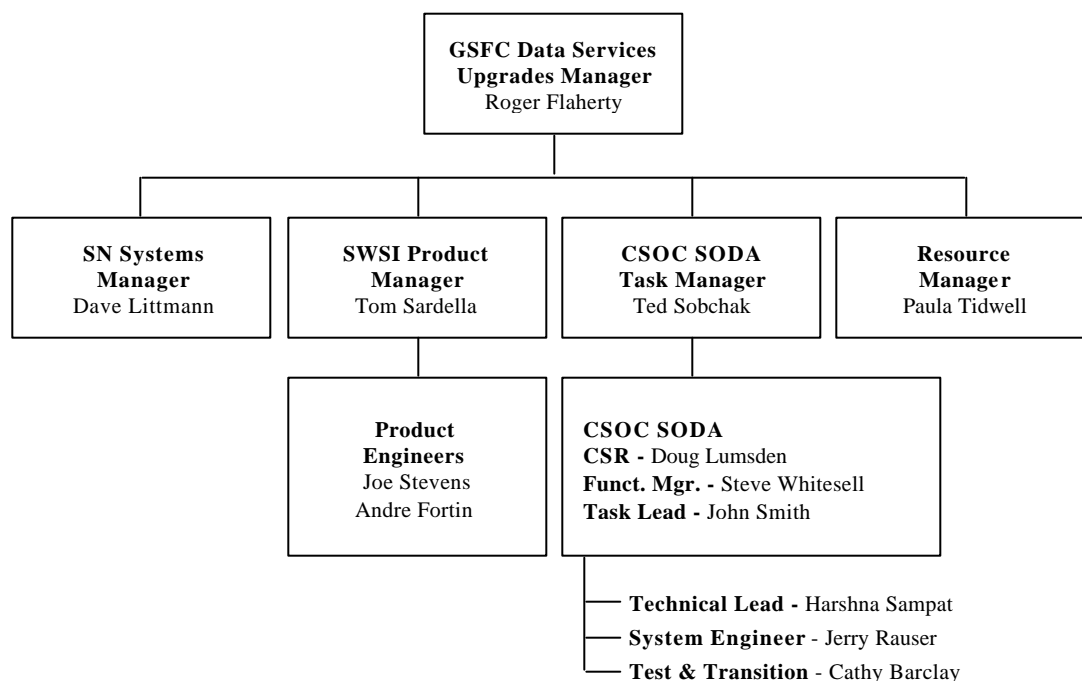 GSFC Data Services
Upgrades Manager
Roger Flaherty
SN Systems
Manager
Dave Littmann
SWSI Product
Manager
Tom Sardella
CSOC SODA
Task Manager
Ted Sobchak
Resource
Manager
Paula Tidwell
Product
Engineers
Joe Stevens
Andre Fortin
CSOC SODA
CSR - Doug Lumsden
Funct. Mgr. - Steve Whitesell
Task Lead - John Smith
Technical Lead - Harshna Sampat
System Engineer - Jerry Rauser
Test & Transition - Cathy Barclay